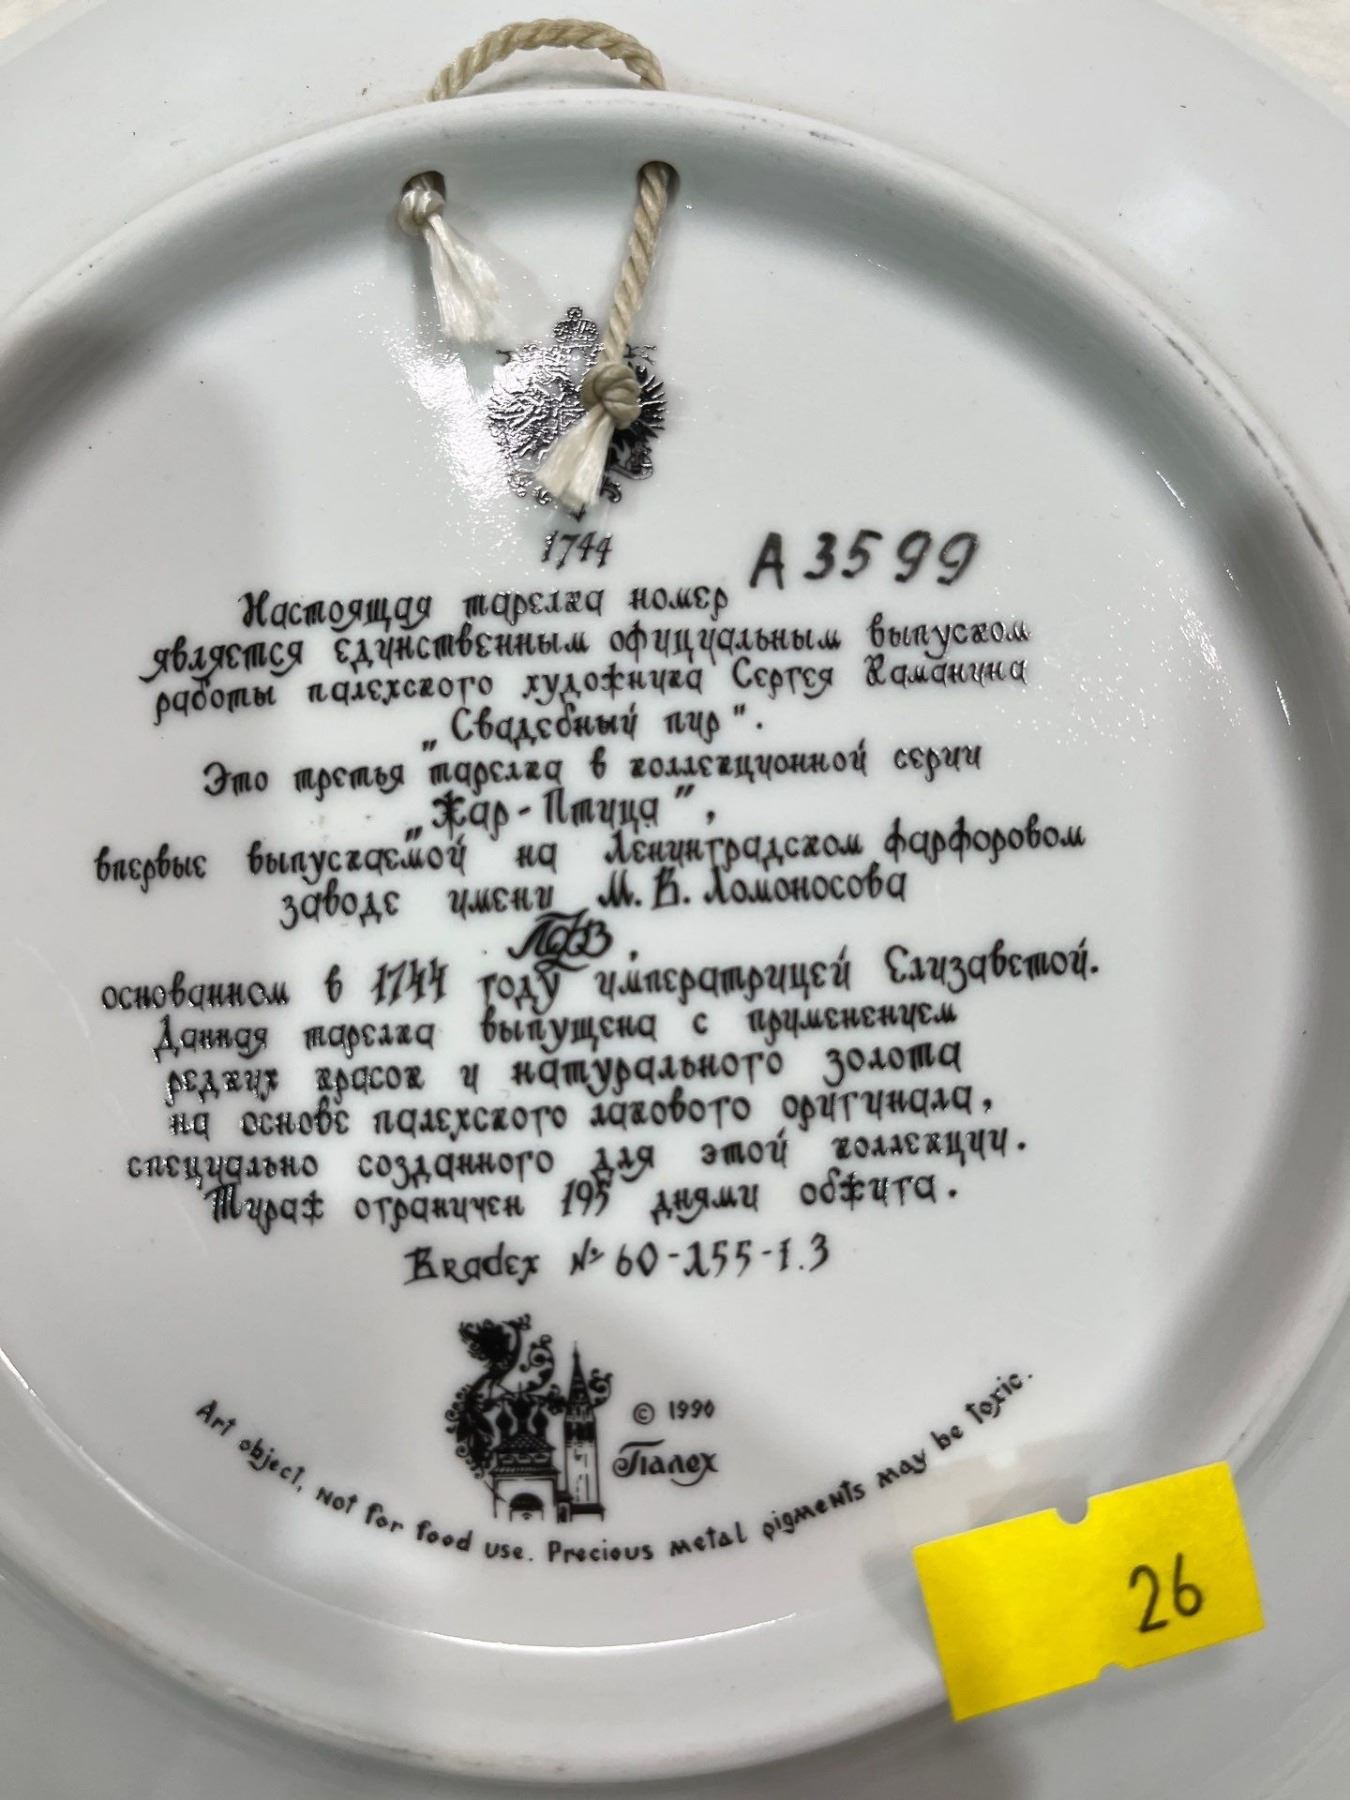 1744
А3599
Настоящая тарелка номер
является единственным официальным выпуском
работы палехского художника Сергея Каманина
„Свадебный пир".
Это третья тарелка в коллекционной серии
„Жар-Птица",
впервые выпускаемой на Ленинградском фарфоровом
заводе имени М.В.Ломоносова
ЛФЗ,
основанном в 1744 году императрицей Елизаветой.
Данная тарелка выпущена с применением
редких красок и натурального золота
на основе палехского лакового оригинала,
специально созданного для этой коллекции.
Тираж ограничен 195 днями обжига.
Bradex № 60-155-1.3
© 1990
Палех
Art object, not for food use. Precious metal pigments may be toxic.
26